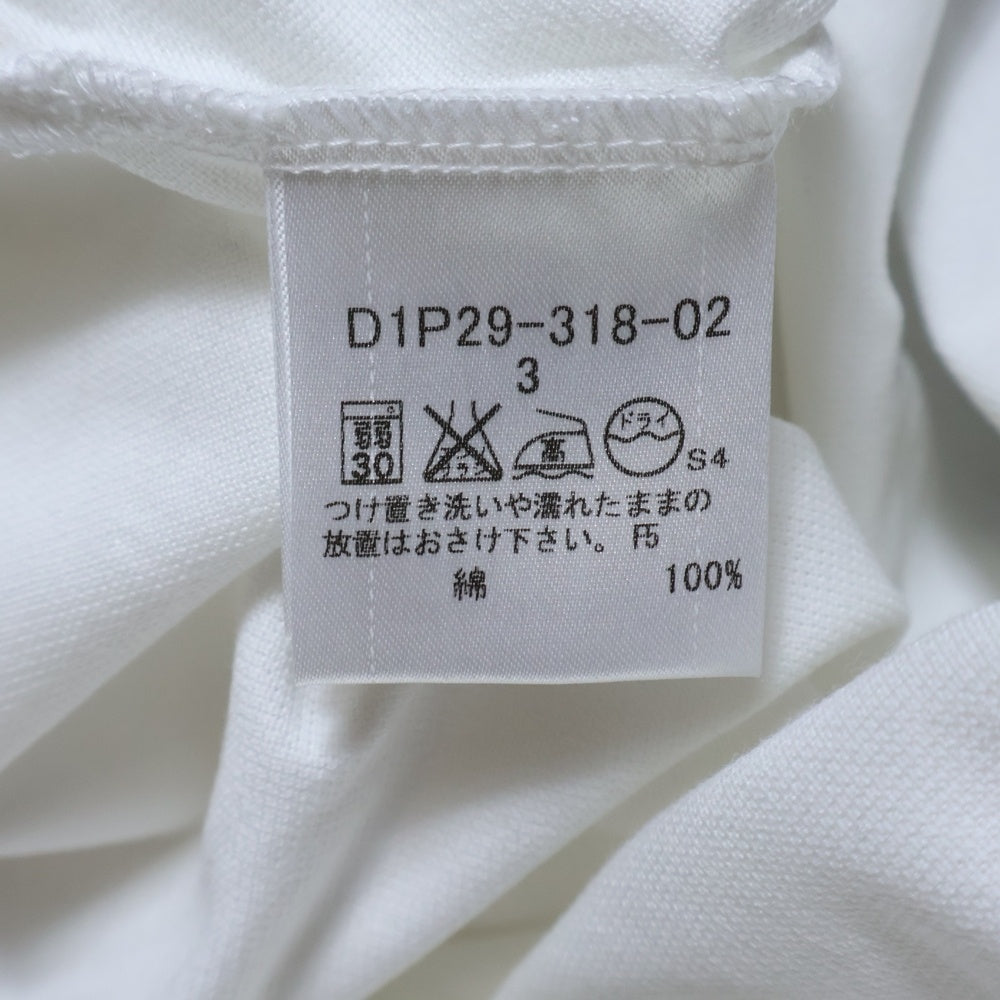 D1P29-318-02
3
弱
30
高
ドライ
S4
つけ置き洗いや濡れたままの
放置はおさけ下さい。 F5
綿 100%